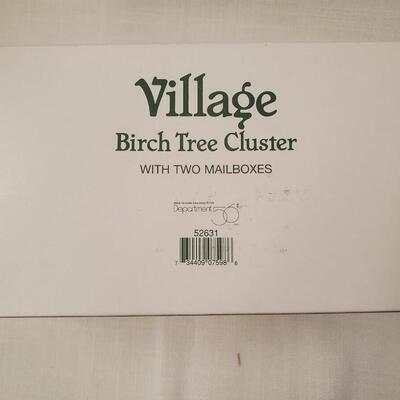 Village
Birch Tree Cluster
WITH TWO MAILBOXES
Department 56
52631
7 34409 07598 6